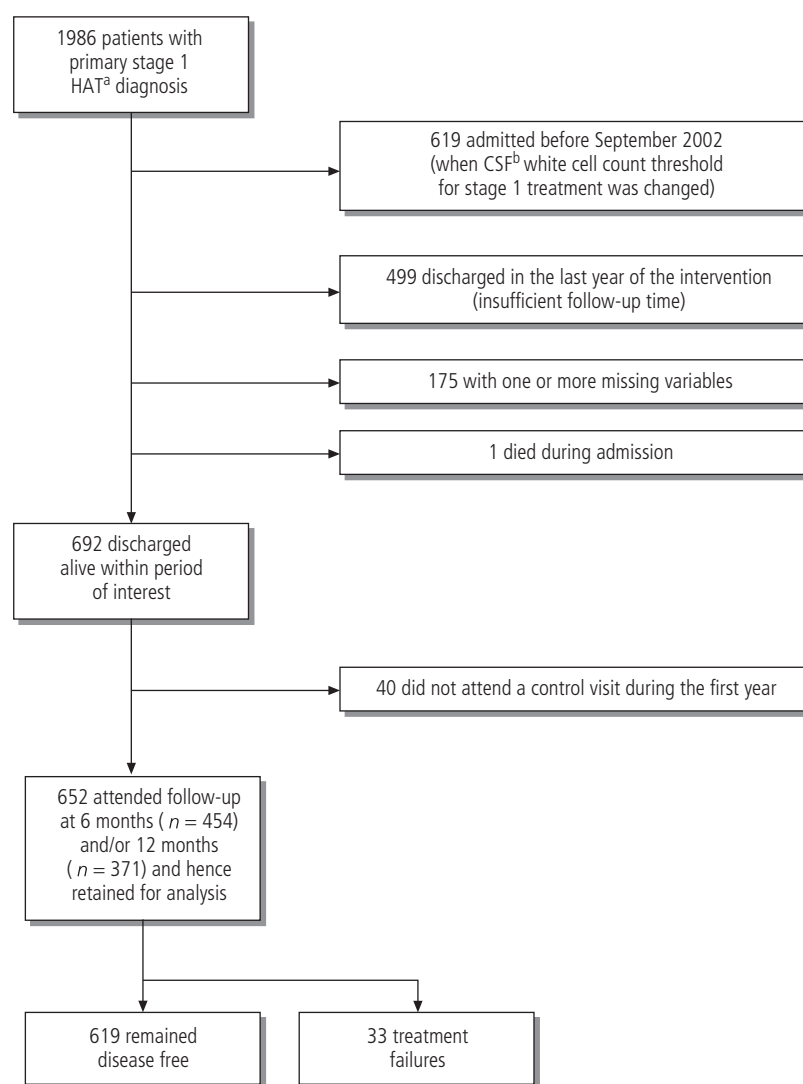 1986 patients with
primary stage 1
HATᵃ diagnosis
619 admitted before September 2002
(when CSFᵇ white cell count threshold
for stage 1 treatment was changed)
499 discharged in the last year of the intervention
(insufficient follow-up time)
175 with one or more missing variables
1 died during admission
692 discharged
alive within period
of interest
40 did not attend a control visit during the first year
652 attended follow-up
at 6 months ( n = 454)
and/or 12 months
( n = 371) and hence
retained for analysis
619 remained
disease free
33 treatment
failures